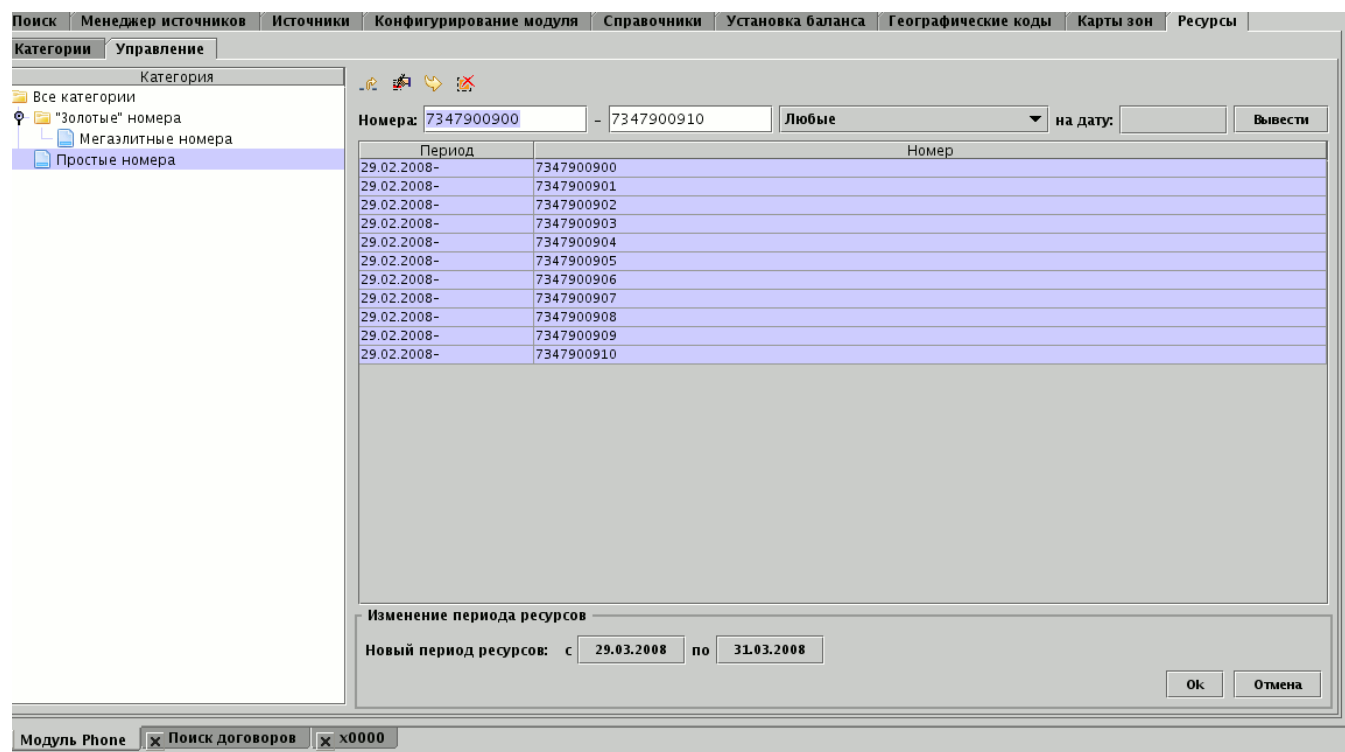 Поиск Менеджер источников Источники Конфигурирование модуля Справочники Установка баланса Географические коды Карты зон Ресурсы
Категории Управление
Категория
Все категории
"Золотые" номера
Мегаэлитные номера
Простые номера
Номера: 7347900900 – 7347900910 Любые на дату: Вывести
Период Номер
29.02.2008– 7347900900
29.02.2008– 7347900901
29.02.2008– 7347900902
29.02.2008– 7347900903
29.02.2008– 7347900904
29.02.2008– 7347900905
29.02.2008– 7347900906
29.02.2008– 7347900907
29.02.2008– 7347900908
29.02.2008– 7347900909
29.02.2008– 7347900910
Изменение периода ресурсов
Новый период ресурсов: с 29.03.2008 по 31.03.2008
Ok Отмена
Модуль Phone x Поиск договоров x x0000